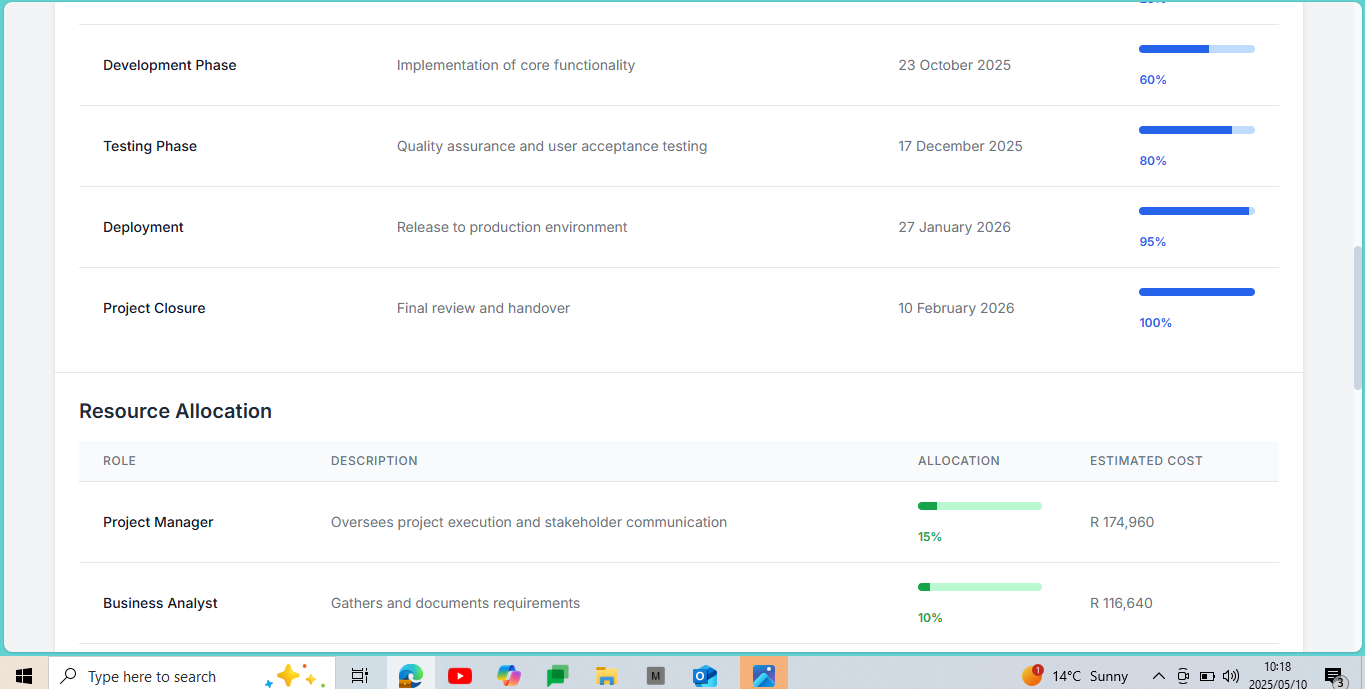 Development Phase Implementation of core functionality 23 October 2025 60%
Testing Phase Quality assurance and user acceptance testing 17 December 2025 80%
Deployment Release to production environment 27 January 2026 95%
Project Closure Final review and handover 10 February 2026 100%
Resource Allocation
ROLE DESCRIPTION ALLOCATION ESTIMATED COST
Project Manager Oversees project execution and stakeholder communication 15% R 174,960
Business Analyst Gathers and documents requirements 10% R 116,640
Type here to search
M
1
14°C Sunny
10:18
2025/05/10
3